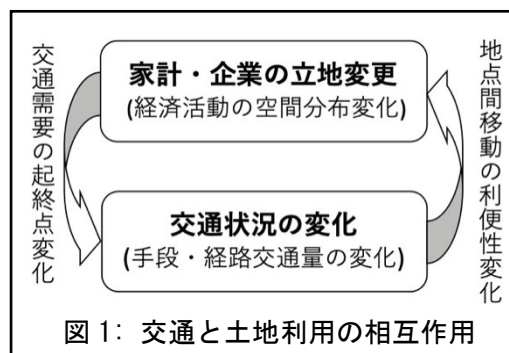 家計・企業の立地変更
(経済活動の空間分布変化)
交通需要の起終点変化
地点間移動の利便性変化
交通状況の変化
(手段・経路交通量の変化)
図 1: 交通と土地利用の相互作用